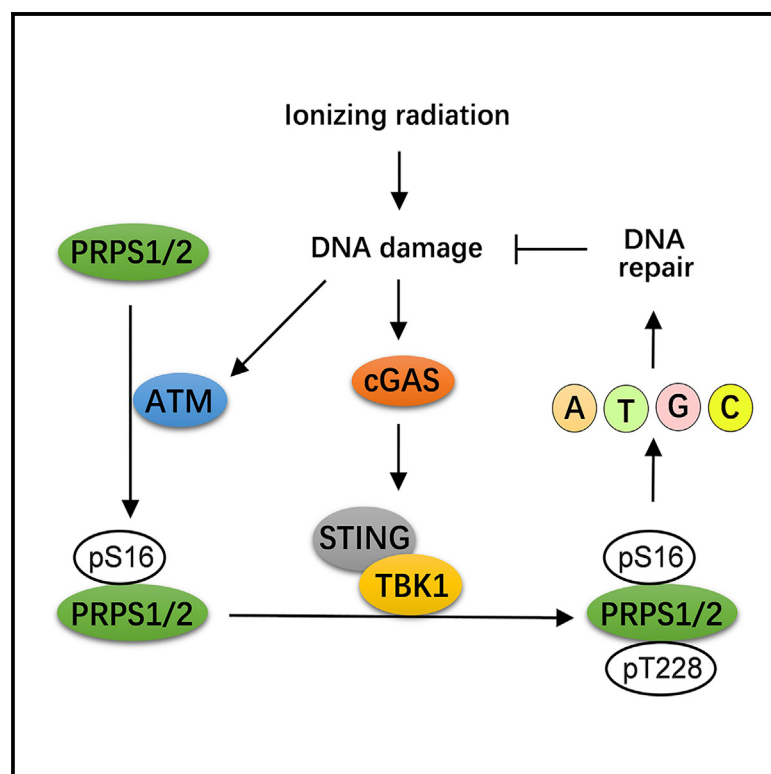 Ionizing radiation
PRPS1/2
DNA damage
DNA
repair
ATM
cGAS
A T G C
pS16
PRPS1/2
STING
TBK1
pS16
PRPS1/2
pT228